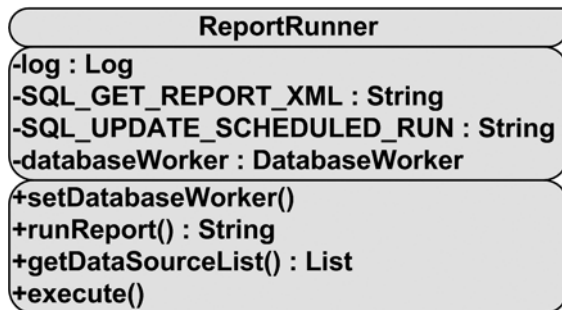 ReportRunner
-log : Log
-SQL_GET_REPORT_XML : String
-SQL_UPDATE_SCHEDULED_RUN : String
-databaseWorker : DatabaseWorker
+setDatabaseWorker()
+runReport() : String
+getDataSourceList() : List
+execute()